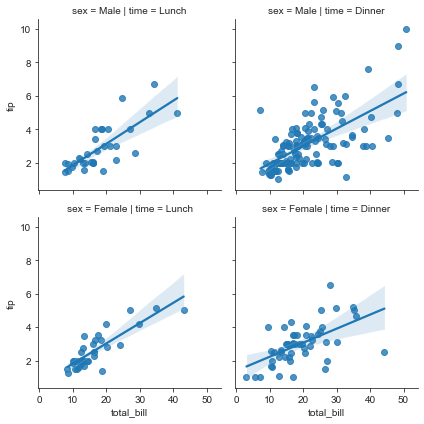 sex = Male | time = Lunch
sex = Male | time = Dinner
10
8
6
4
2
tip
sex = Female | time = Lunch
sex = Female | time = Dinner
10
8
6
4
2
tip
0 10 20 30 40 50
0 10 20 30 40 50
total_bill
total_bill